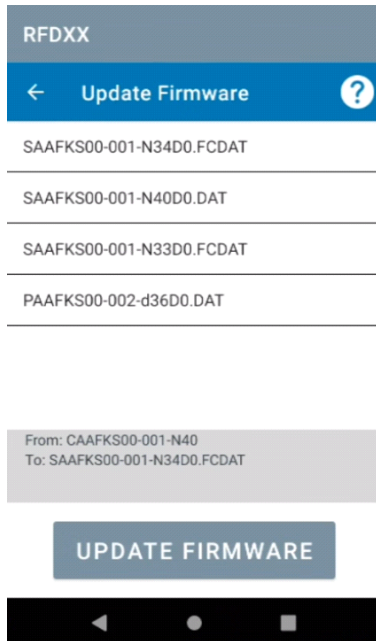 RFDXX
Update Firmware ?
SAAFKS00-001-N34D0.FCDAT
SAAFKS00-001-N40D0.DAT
SAAFKS00-001-N33D0.FCDAT
PAAFKS00-002-d36D0.DAT
From: CAAFKS00-001-N40
To: SAAFKS00-001-N34D0.FCDAT
UPDATE FIRMWARE